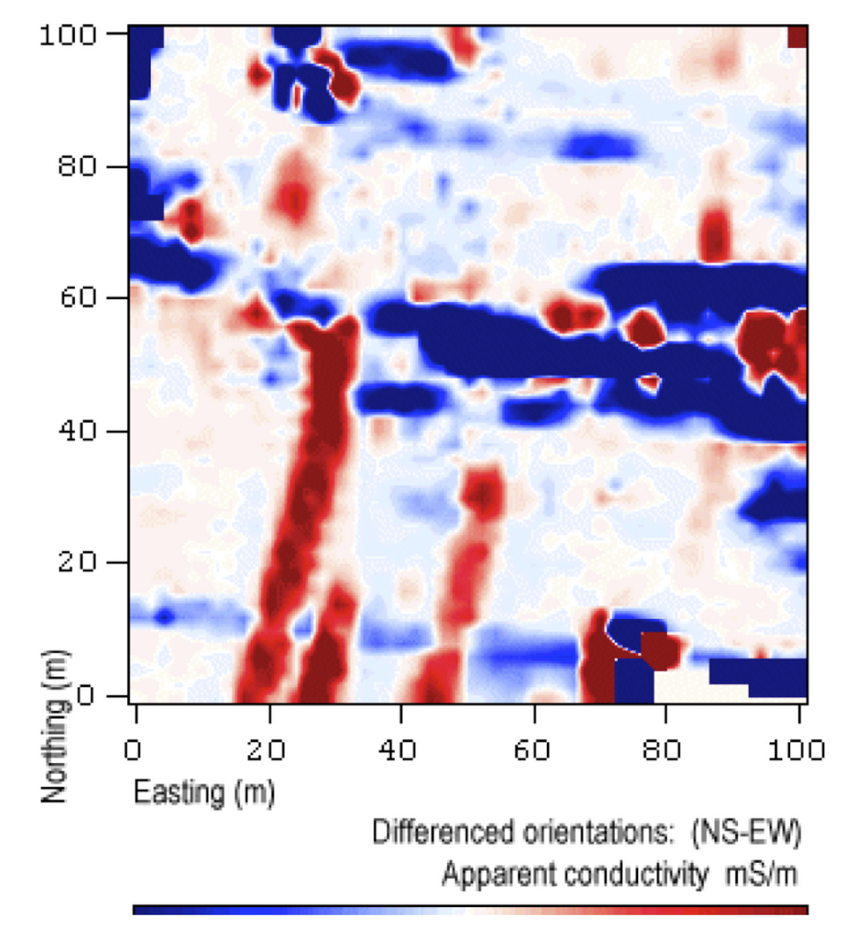 100
80
60
40
20
0
Northing (m)
0 20 40 60 80 100
Easting (m)
Differenced orientations: (NS-EW)
Apparent conductivity mS/m